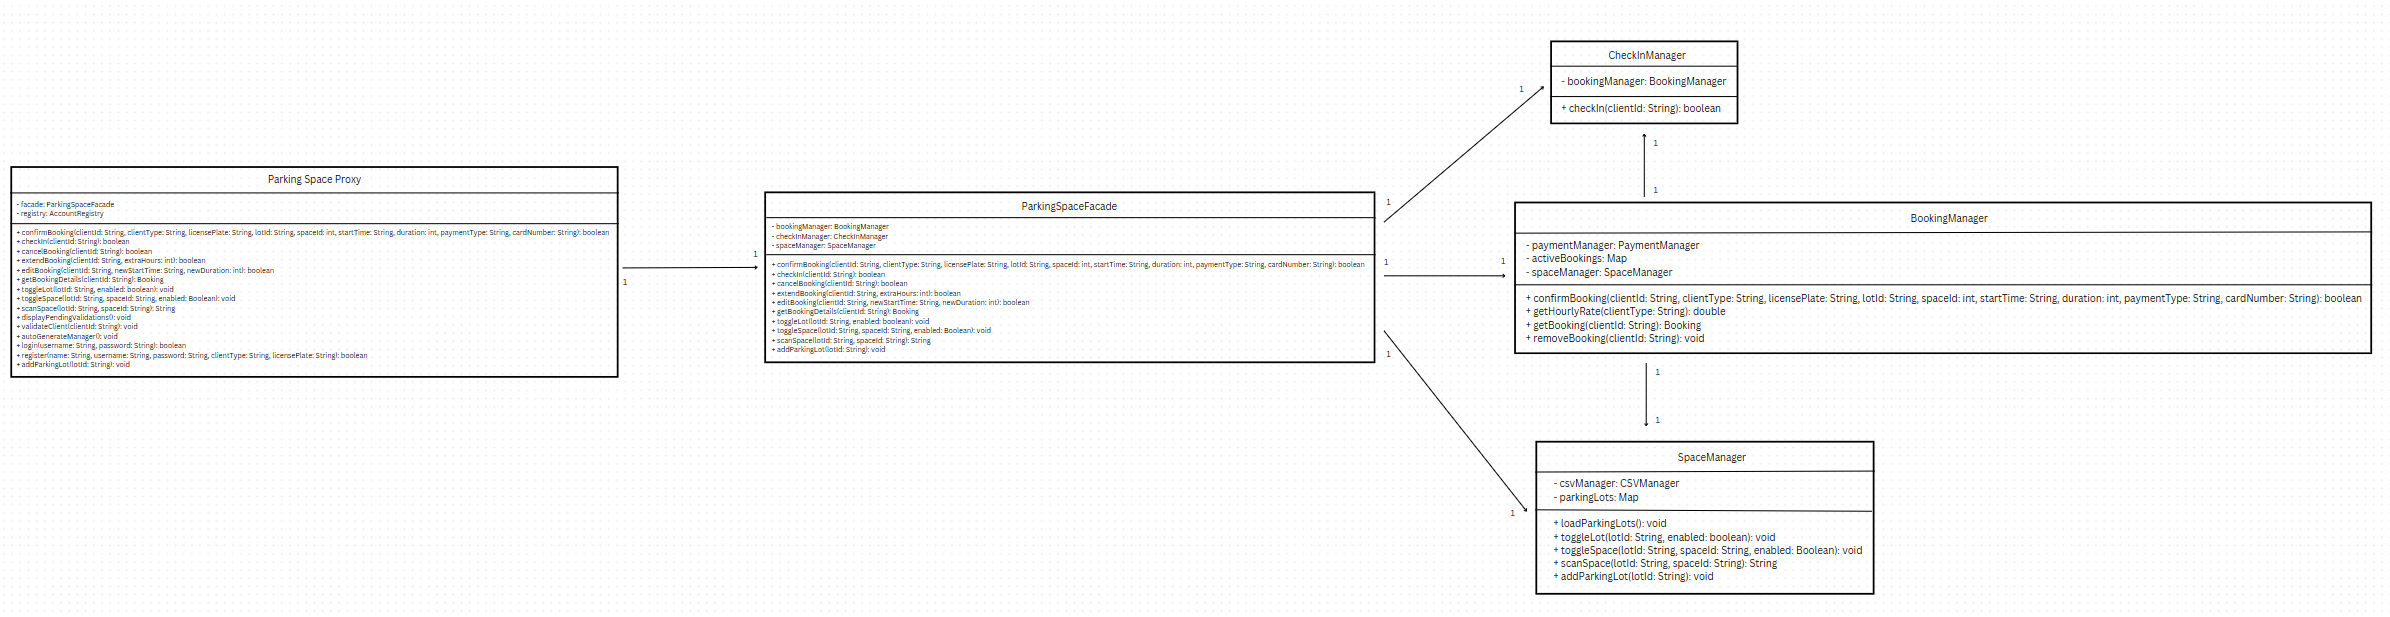 Parking Space Proxy
- facade: ParkingSpaceFacade
- registry: AccountRegistry
+ confirmBooking(clientId: String, clientType: String, licensePlate: String, lotId: String, spaceId: int, startTime: String, duration: int, paymentType: String, cardNumber: String): boolean
+ checkIn(clientId: String): boolean
+ cancelBooking(clientId: String): boolean
+ extendBooking(clientId: String, extraHours: int): boolean
+ editBooking(clientId: String, newStartTime: String, newDuration: int): boolean
+ getBookingDetails(clientId: String): Booking
+ toggleLot(lotId: String, enabled: boolean): void
+ toggleSpace(lotId: String, spaceId: String, enabled: Boolean): void
+ scanSpace(lotId: String, spaceId: String): String
+ displayPendingValidations(): void
+ validateClient(clientId: String): void
+ autoGenerateManager(): void
+ login(username: String, password: String): boolean
+ register(name: String, username: String, password: String, clientType: String, licensePlate: String): boolean
+ addParkingLot(lotId: String): void
1
1
ParkingSpaceFacade
- bookingManager: BookingManager
- checkInManager: CheckInManager
- spaceManager: SpaceManager
+ confirmBooking(clientId: String, clientType: String, licensePlate: String, lotId: String, spaceId: int, startTime: String, duration: int, paymentType: String, cardNumber: String): boolean
+ checkIn(clientId: String): boolean
+ cancelBooking(clientId: String): boolean
+ extendBooking(clientId: String, extraHours: int): boolean
+ editBooking(clientId: String, newStartTime: String, newDuration: int): boolean
+ getBookingDetails(clientId: String): Booking
+ toggleLot(lotId: String, enabled: boolean): void
+ toggleSpace(lotId: String, spaceId: String, enabled: Boolean): void
+ scanSpace(lotId: String, spaceId: String): String
+ addParkingLot(lotId: String): void
1
1
1
1
1
1
CheckInManager
- bookingManager: BookingManager
+ checkIn(clientId: String): boolean
1
1
BookingManager
- paymentManager: PaymentManager
- activeBookings: Map
- spaceManager: SpaceManager
+ confirmBooking(clientId: String, clientType: String, licensePlate: String, lotId: String, spaceId: int, startTime: String, duration: int, paymentType: String, cardNumber: String): boolean
+ getHourlyRate(clientType: String): double
+ getBooking(clientId: String): Booking
+ removeBooking(clientId: String): void
1
1
SpaceManager
- csvManager: CSVManager
- parkingLots: Map
+ loadParkingLots(): void
+ toggleLot(lotId: String, enabled: boolean): void
+ toggleSpace(lotId: String, spaceId: String, enabled: Boolean): void
+ scanSpace(lotId: String, spaceId: String): String
+ addParkingLot(lotId: String): void